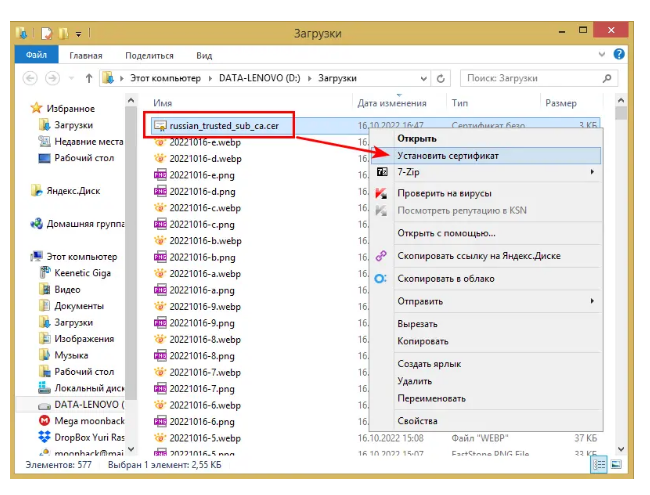 Загрузки
Файл Главная Поделиться Вид
Этот компьютер ▸ DATA-LENOVO (D:) ▸ Загрузки
Поиск: Загрузки
Избранное
Загрузки
Недавние места
Рабочий стол
Яндекс.Диск
Домашняя группа
Этот компьютер
Keenetic Giga
Видео
Документы
Загрузки
Изображения
Музыка
Рабочий стол
Локальный диск
DATA-LENOVO (
Mega moonback
DropBox Yuri Ras
moonback@mai
Имя Дата изменения Тип Размер
russian_trusted_sub_ca.cer 16.10.2022 16:47 Сертификат безо... 3 КБ
20221016-e.webp 16.
20221016-d.webp 16.
20221016-e.png 16.
20221016-d.png 16.
20221016-c.webp 16.
20221016-c.png 16.
20221016-b.webp 16.
20221016-b.png 16.
20221016-a.webp 16.
20221016-a.png 16.
20221016-9.webp 16.
20221016-9.png 16.
20221016-8.webp 16.
20221016-8.png 16.
20221016-7.webp 16.
20221016-7.png 16.
20221016-6.webp 16.
20221016-6.png 16.
20221016-5.webp 16.10.2022 15:08 Файл "WEBP" 37 КБ
20221016-5.png 16.10.2022 15:07 FastStone PNG File 33 КБ
Открыть
Установить сертификат
7-Zip
Проверить на вирусы
Посмотреть репутацию в KSN
Открыть с помощью...
Скопировать ссылку на Яндекс.Диске
Скопировать в облако
Отправить
Вырезать
Копировать
Создать ярлык
Удалить
Переименовать
Свойства
Элементов: 577 Выбран 1 элемент: 2,55 КБ